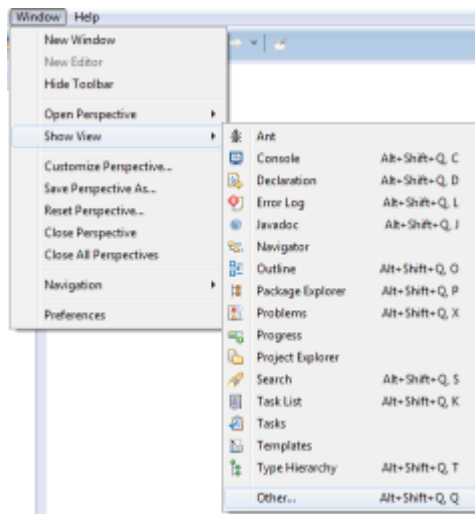 Window Help
New Window
New Editor
Hide Toolbar
Open Perspective
Show View
Customize Perspective...
Save Perspective As...
Reset Perspective...
Close Perspective
Close All Perspectives
Navigation
Preferences
Ant
Console Alt+Shift+Q, C
Declaration Alt+Shift+Q, D
Error Log Alt+Shift+Q, L
Javadoc Alt+Shift+Q, J
Navigator
Outline Alt+Shift+Q, O
Package Explorer Alt+Shift+Q, P
Problems Alt+Shift+Q, X
Progress
Project Explorer
Search Alt+Shift+Q, S
Task List Alt+Shift+Q, K
Tasks
Templates
Type Hierarchy Alt+Shift+Q, T
Other... Alt+Shift+Q, Q